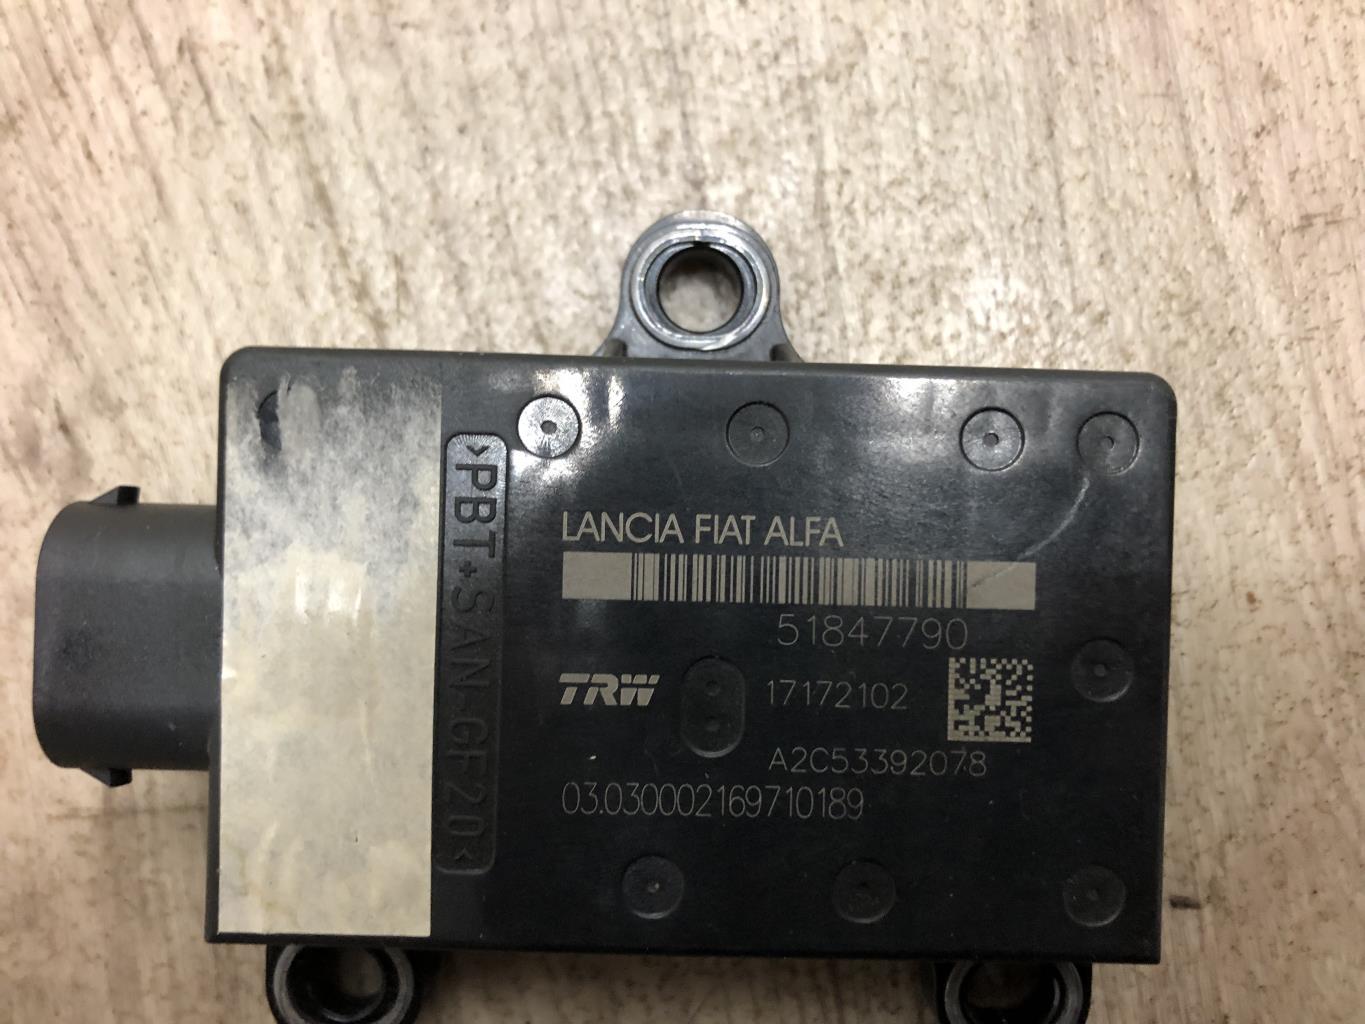 >PBT+SAN-GF20<
LANCIA FIAT ALFA
51847790
TRW
17172102
A2C53392078
03.030002169710189